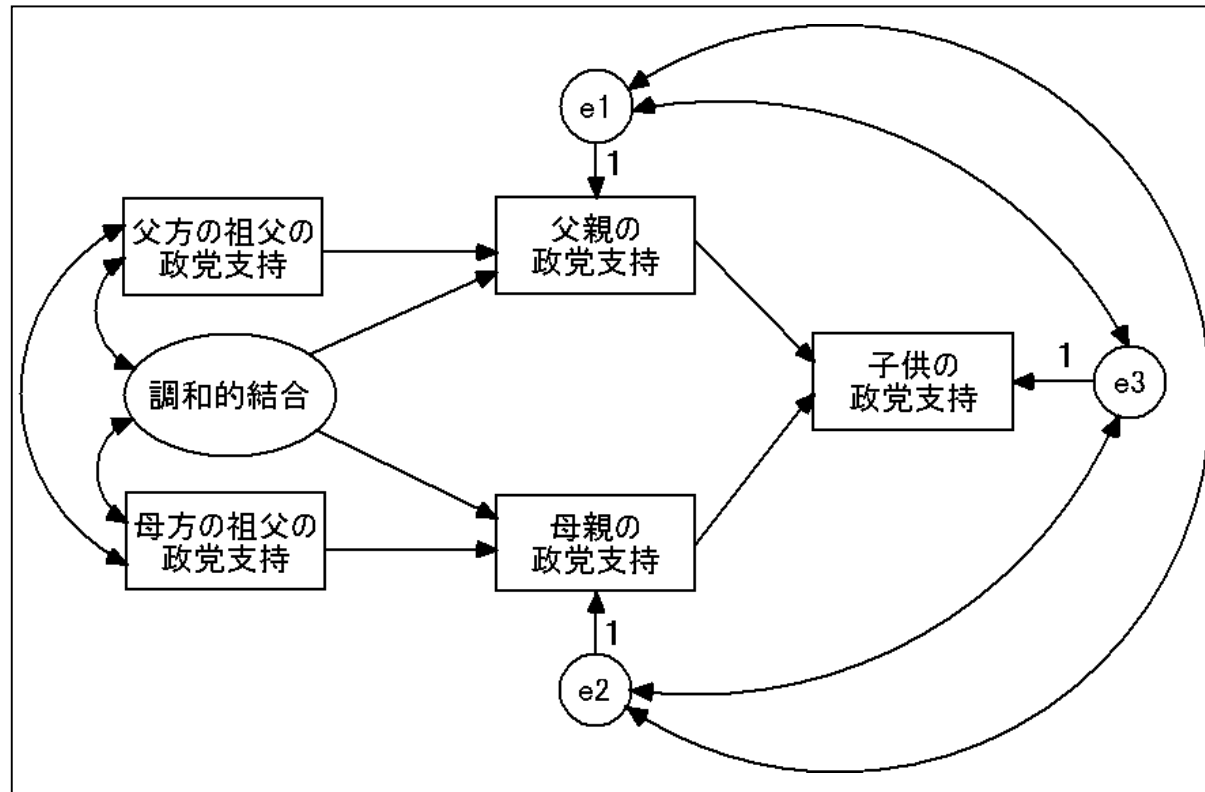 e1
1
父方の祖父の
政党支持
父親の
政党支持
調和的結合
子供の
政党支持
1
e3
母方の祖父の
政党支持
母親の
政党支持
1
e2